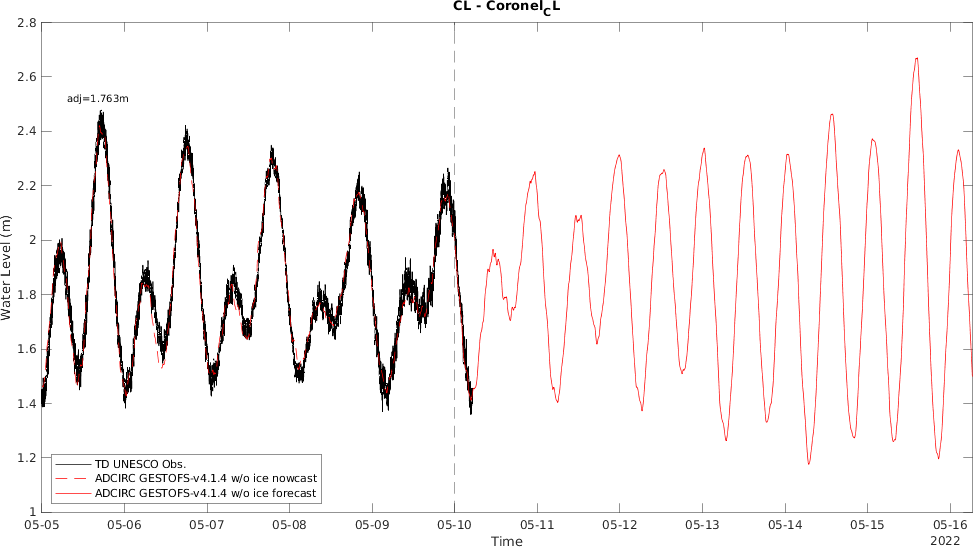 CL - Coronel_CL
2.8
2.6
adj=1.763m
2.4
2.2
2
1.8
1.6
1.4
1.2
1
Water Level (m)
TD UNESCO Obs.
ADCIRC GESTOFS-v4.1.4 w/o ice nowcast
ADCIRC GESTOFS-v4.1.4 w/o ice forecast
05-05 05-06 05-07 05-08 05-09 05-10 05-11 05-12 05-13 05-14 05-15 05-16
Time
2022